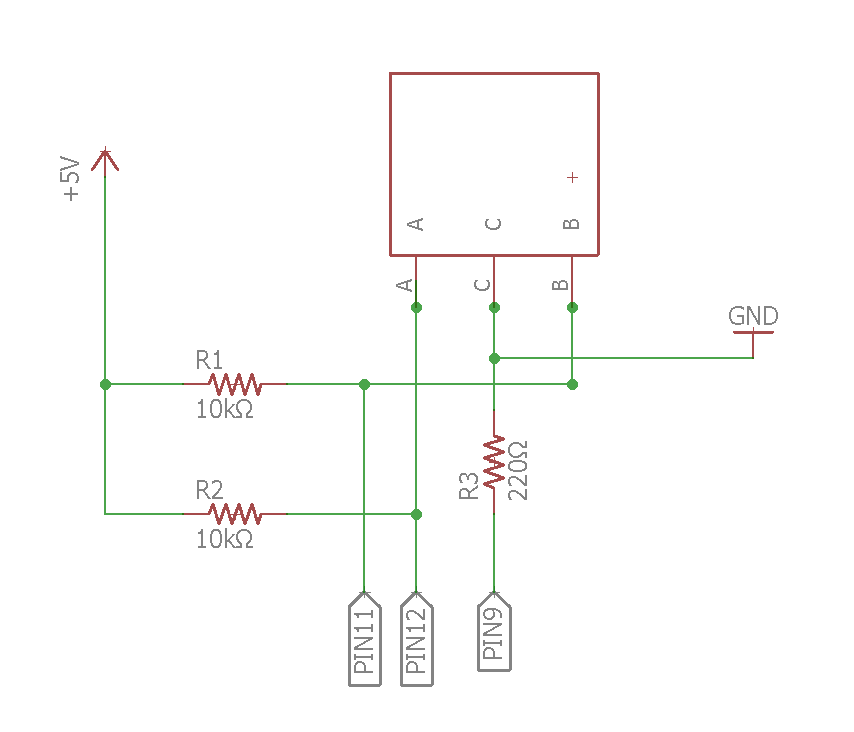 +5V
+
A
C
B
A
C
B
GND
R1
10kΩ
R2
10kΩ
R3
220Ω
PIN11
PIN12
PIN9